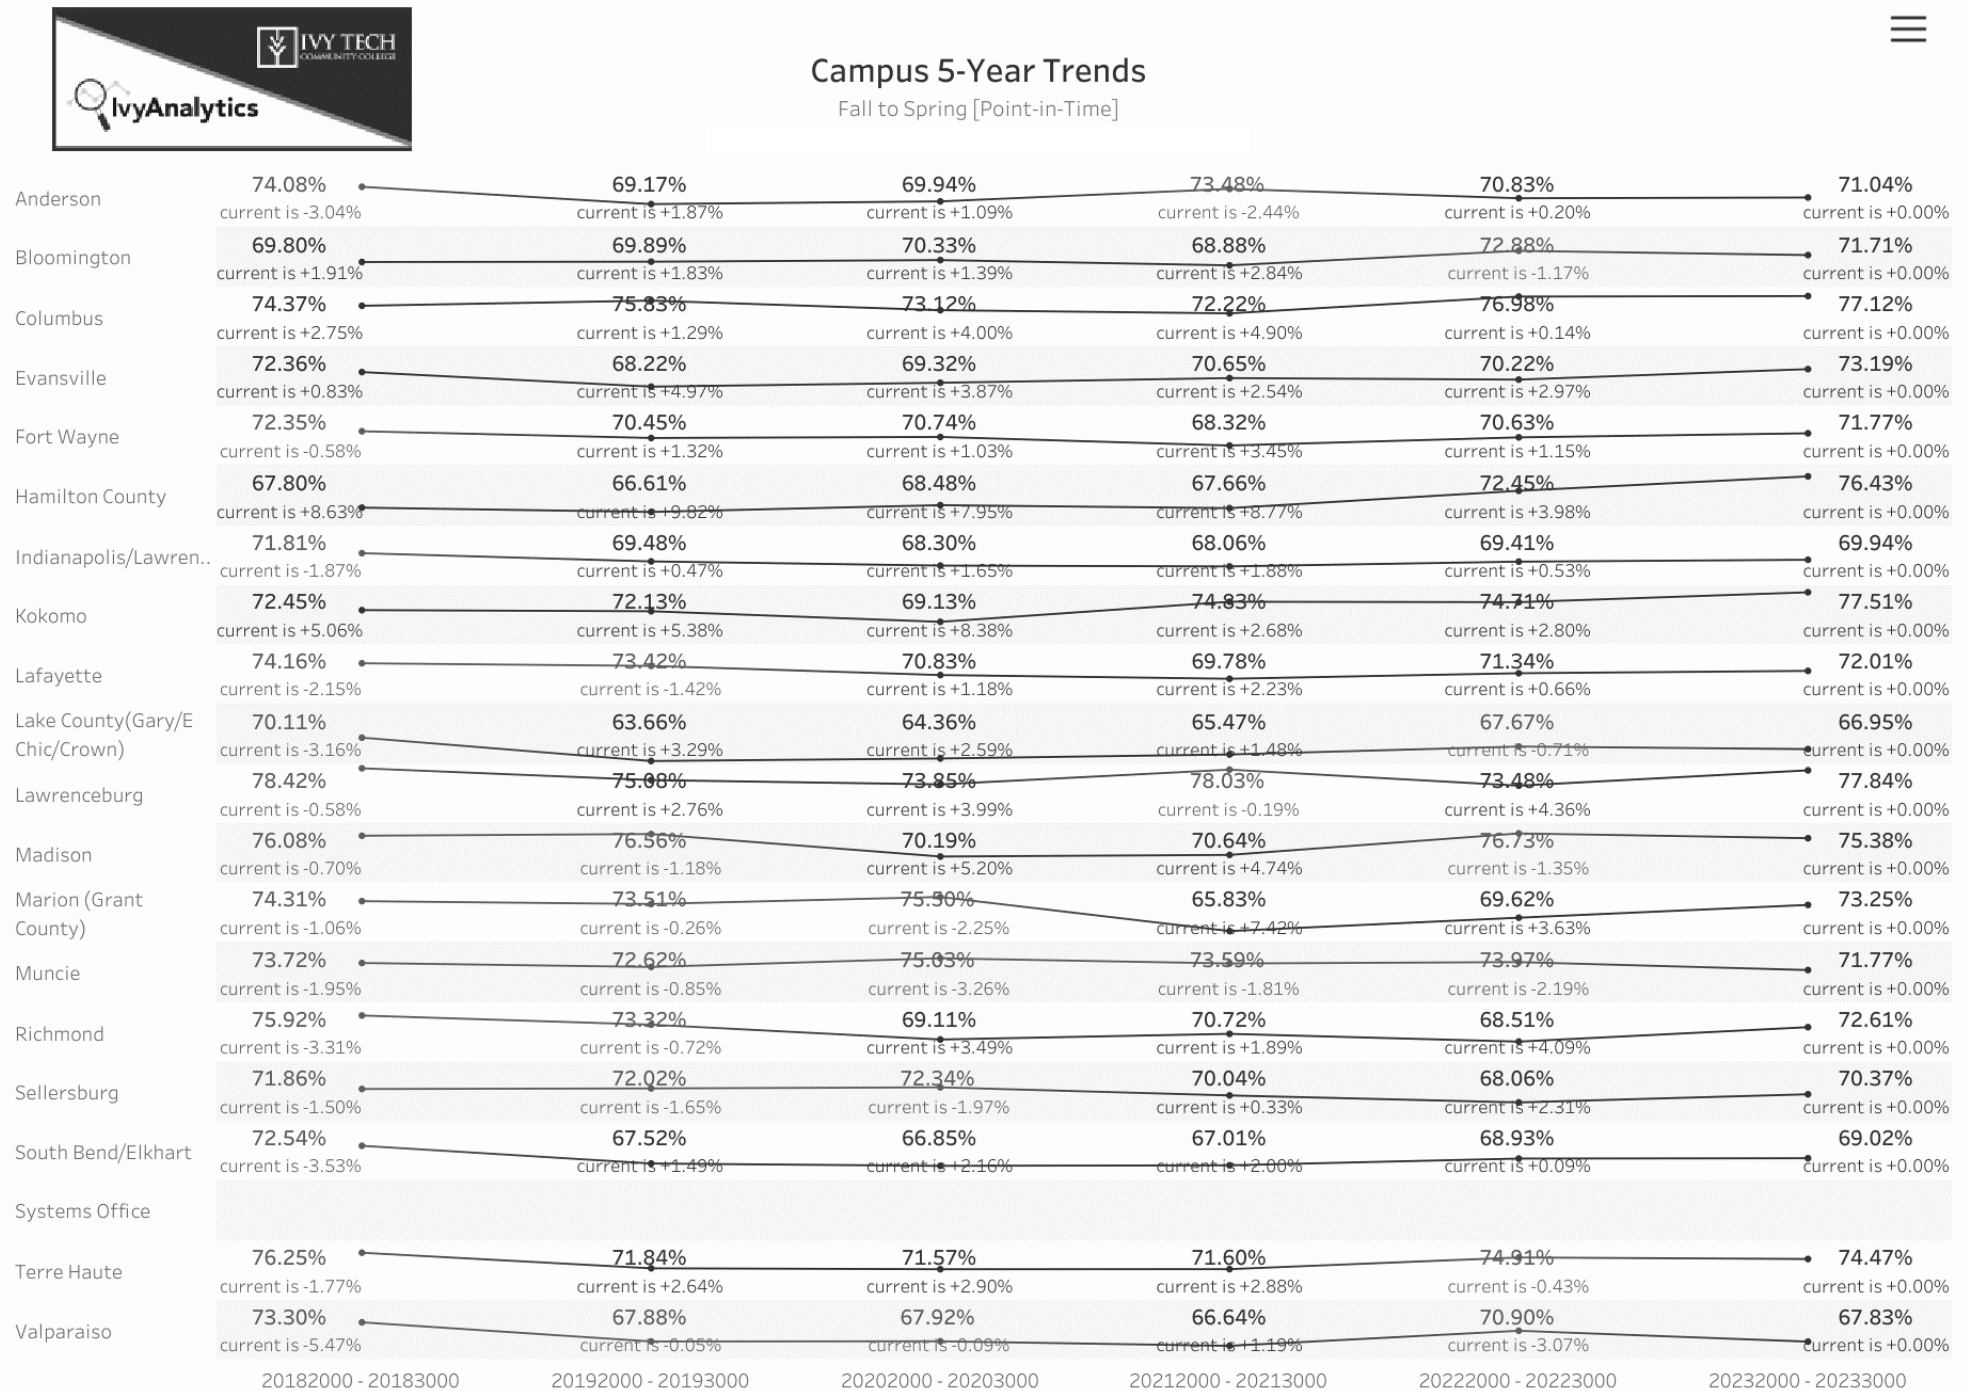 IVY TECH
COMMUNITY COLLEGE
IvyAnalytics
Campus 5-Year Trends
Fall to Spring [Point-in-Time]
Anderson
74.08% 69.17% 69.94% 73.48% 70.83% 71.04%
current is -3.04% current is +1.87% current is +1.09% current is -2.44% current is +0.20% current is +0.00%
Bloomington
69.80% 69.89% 70.33% 68.88% 72.88% 71.71%
current is +1.91% current is +1.83% current is +1.39% current is +2.84% current is -1.17% current is +0.00%
Columbus
74.37% 75.83% 73.12% 72.22% 76.98% 77.12%
current is +2.75% current is +1.29% current is +4.00% current is +4.90% current is +0.14% current is +0.00%
Evansville
72.36% 68.22% 69.32% 70.65% 70.22% 73.19%
current is +0.83% current is +4.97% current is +3.87% current is +2.54% current is +2.97% current is +0.00%
Fort Wayne
72.35% 70.45% 70.74% 68.32% 70.63% 71.77%
current is -0.58% current is +1.32% current is +1.03% current is +3.45% current is +1.15% current is +0.00%
Hamilton County
67.80% 66.61% 68.48% 67.66% 72.45% 76.43%
current is +8.63% current is +9.82% current is +7.95% current is +8.77% current is +3.98% current is +0.00%
Indianapolis/Lawren..
71.81% 69.48% 68.30% 68.06% 69.41% 69.94%
current is -1.87% current is +0.47% current is +1.65% current is +1.88% current is +0.53% current is +0.00%
Kokomo
72.45% 72.13% 69.13% 74.83% 74.71% 77.51%
current is +5.06% current is +5.38% current is +8.38% current is +2.68% current is +2.80% current is +0.00%
Lafayette
74.16% 73.42% 70.83% 69.78% 71.34% 72.01%
current is -2.15% current is -1.42% current is +1.18% current is +2.23% current is +0.66% current is +0.00%
Lake County(Gary/E
Chic/Crown)
70.11% 63.66% 64.36% 65.47% 67.67% 66.95%
current is -3.16% current is +3.29% current is +2.59% current is +1.48% current is -0.71% current is +0.00%
Lawrenceburg
78.42% 75.08% 73.85% 78.03% 73.48% 77.84%
current is -0.58% current is +2.76% current is +3.99% current is -0.19% current is +4.36% current is +0.00%
Madison
76.08% 76.56% 70.19% 70.64% 76.73% 75.38%
current is -0.70% current is -1.18% current is +5.20% current is +4.74% current is -1.35% current is +0.00%
Marion (Grant
County)
74.31% 73.51% 75.50% 65.83% 69.62% 73.25%
current is -1.06% current is -0.26% current is -2.25% current is +7.42% current is +3.63% current is +0.00%
Muncie
73.72% 72.62% 75.03% 73.59% 73.97% 71.77%
current is -1.95% current is -0.85% current is -3.26% current is -1.81% current is -2.19% current is +0.00%
Richmond
75.92% 73.32% 69.11% 70.72% 68.51% 72.61%
current is -3.31% current is -0.72% current is +3.49% current is +1.89% current is +4.09% current is +0.00%
Sellersburg
71.86% 72.02% 72.34% 70.04% 68.06% 70.37%
current is -1.50% current is -1.65% current is -1.97% current is +0.33% current is +2.31% current is +0.00%
South Bend/Elkhart
72.54% 67.52% 66.85% 67.01% 68.93% 69.02%
current is -3.53% current is +1.49% current is +2.16% current is +2.00% current is +0.09% current is +0.00%
Systems Office
Terre Haute
76.25% 71.84% 71.57% 71.60% 74.91% 74.47%
current is -1.77% current is +2.64% current is +2.90% current is +2.88% current is -0.43% current is +0.00%
Valparaiso
73.30% 67.88% 67.92% 66.64% 70.90% 67.83%
current is -5.47% current is -0.05% current is -0.09% current is +1.19% current is -3.07% current is +0.00%
20182000 - 20183000 20192000 - 20193000 20202000 - 20203000 20212000 - 20213000 20222000 - 20223000 20232000 - 20233000